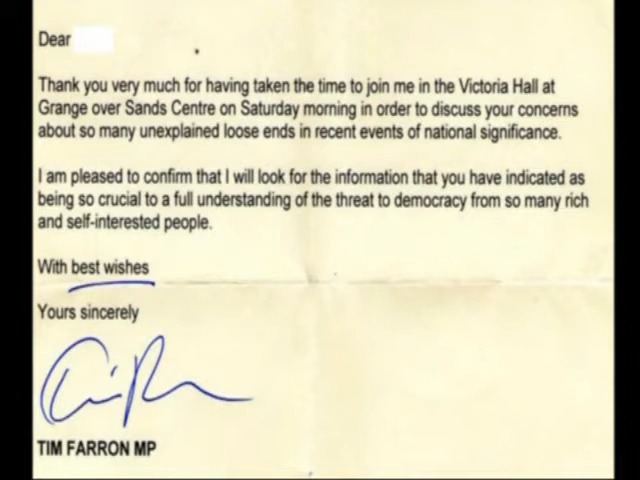 Dear
Thank you very much for having taken the time to join me in the Victoria Hall at
Grange over Sands Centre on Saturday morning in order to discuss your concerns
about so many unexplained loose ends in recent events of national significance.
I am pleased to confirm that I will look for the information that you have indicated as
being so crucial to a full understanding of the threat to democracy from so many rich
and self-interested people.
With best wishes
Yours sincerely
TIM FARRON MP